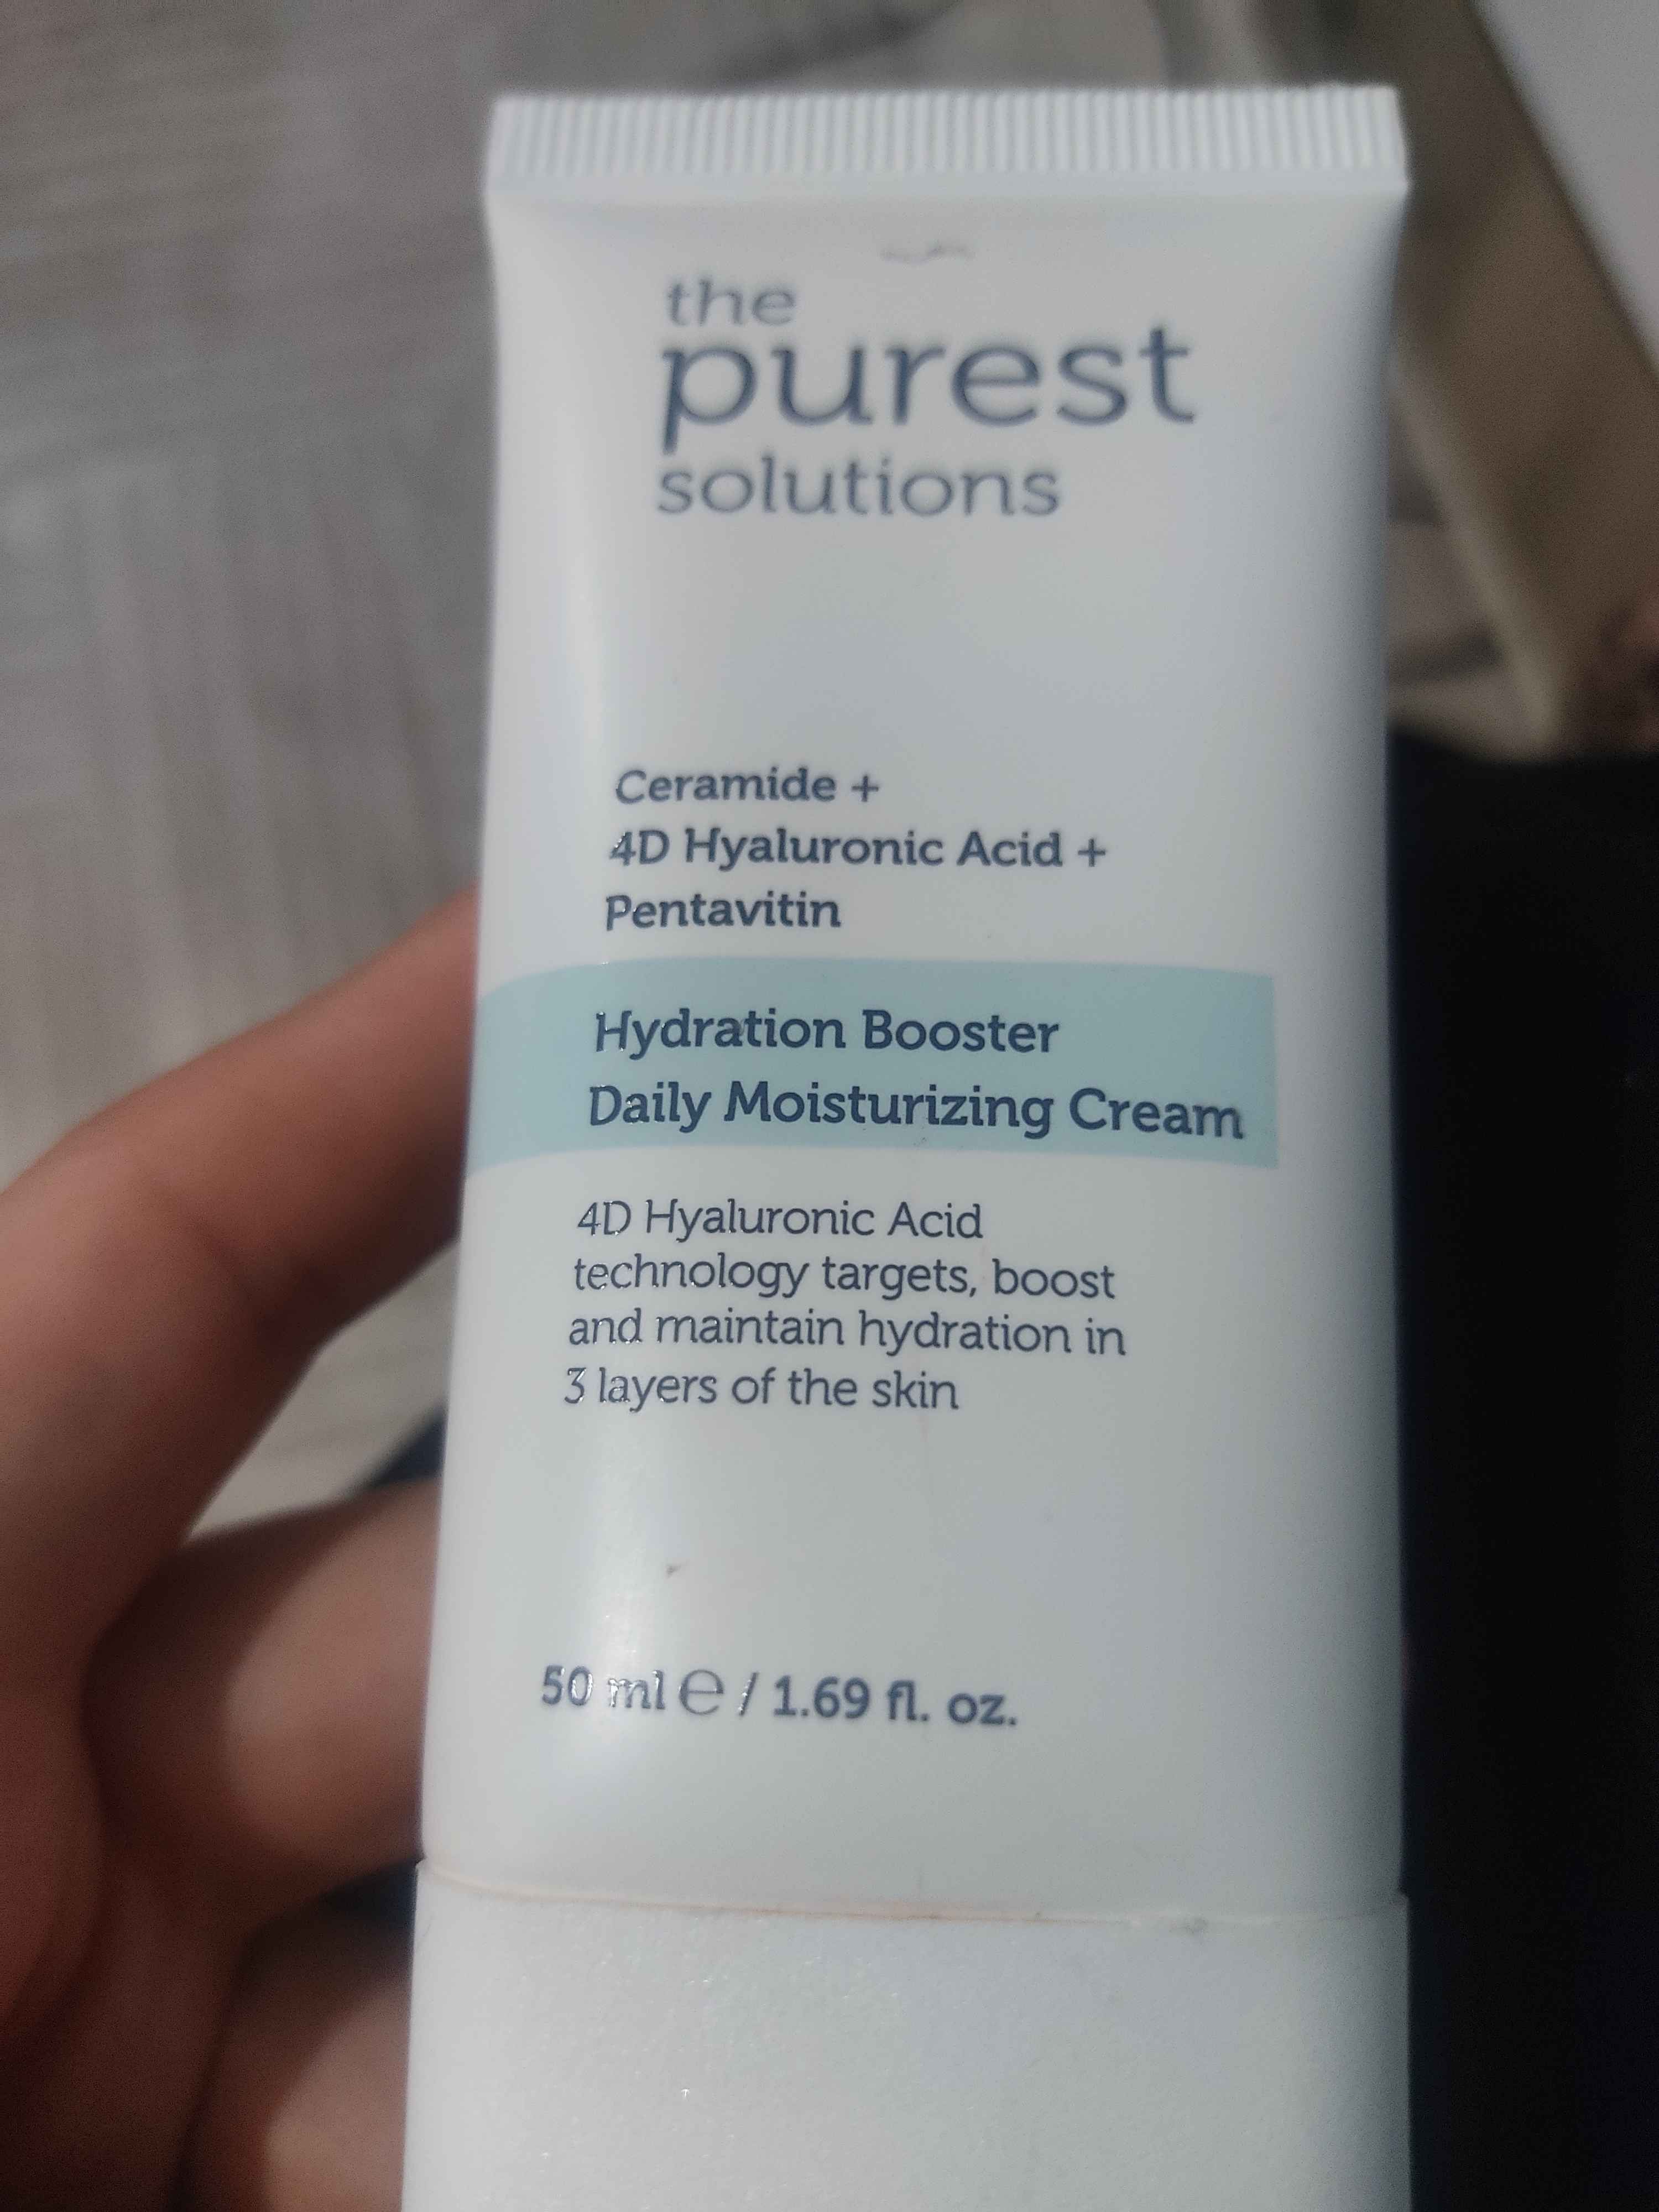 the
purest
solutions
Ceramide +
4D Hyaluronic Acid +
Pentavitin
Hydration Booster
Daily Moisturizing Cream
4D Hyaluronic Acid
technology targets, boost
and maintain hydration in
3 layers of the skin
50 ml ℮ / 1.69 fl. oz.